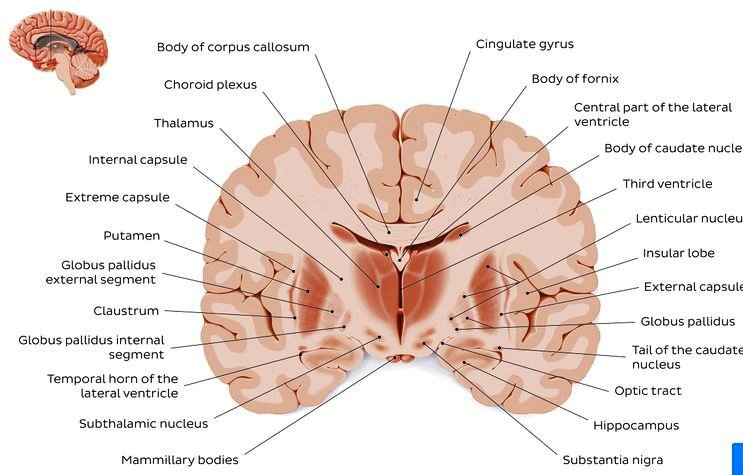 Body of corpus callosum
Choroid plexus
Thalamus
Internal capsule
Extreme capsule
Putamen
Globus pallidus
external segment
Claustrum
Globus pallidus internal
segment
Temporal horn of the
lateral ventricle
Subthalamic nucleus
Mammillary bodies
Cingulate gyrus
Body of fornix
Central part of the lateral
ventricle
Body of caudate nucle
Third ventricle
Lenticular nucleu
Insular lobe
External capsule
Globus pallidus
Tail of the caudate
nucleus
Optic tract
Hippocampus
Substantia nigra